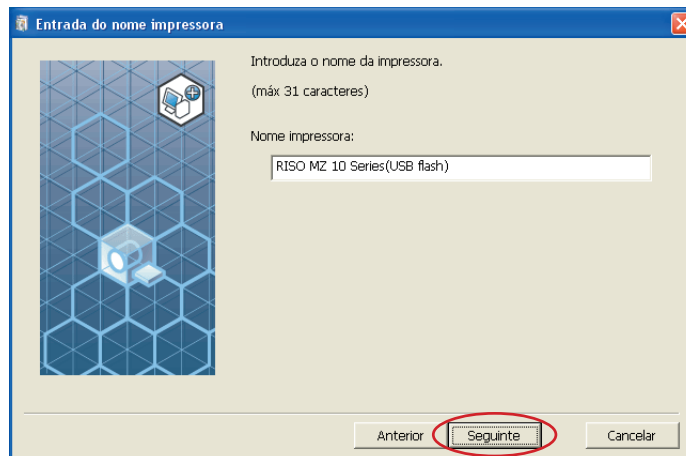 Entrada do nome impressora
Introduza o nome da impressora.
(máx 31 caracteres)
Nome impressora:
RISO MZ 10 Series(USB flash)
Anterior
Seguinte
Cancelar